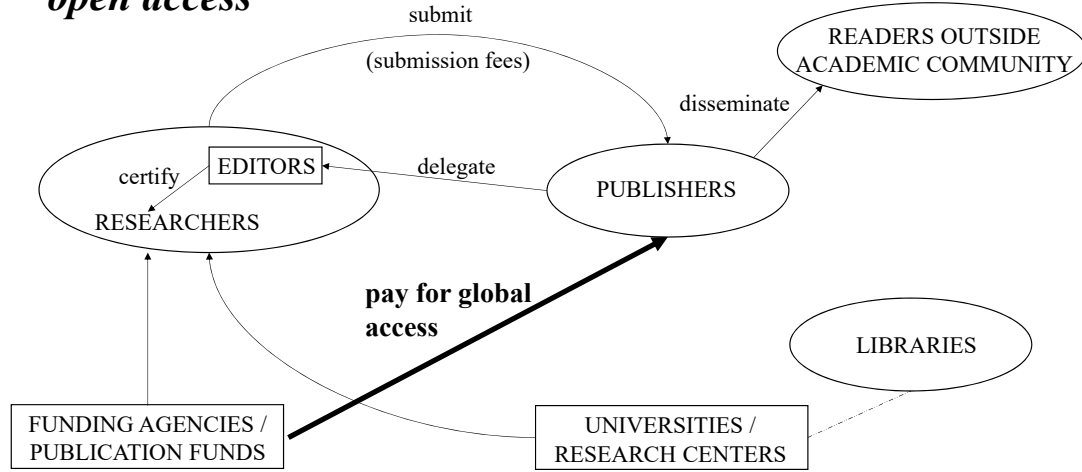 open access
submit
(submission fees)
READERS OUTSIDE
ACADEMIC COMMUNITY
disseminate
EDITORS
delegate
certify
PUBLISHERS
RESEARCHERS
pay for global
access
LIBRARIES
FUNDING AGENCIES /
PUBLICATION FUNDS
UNIVERSITIES /
RESEARCH CENTERS